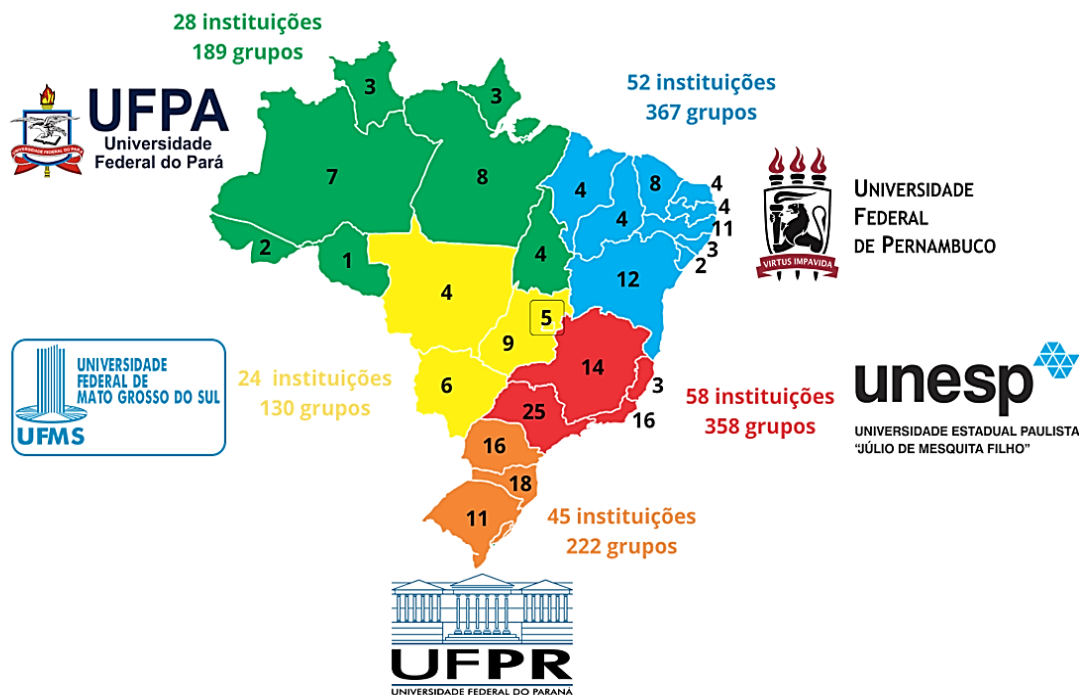 28 instituições
189 grupos
UFPA
Universidade
Federal do Pará
52 instituições
367 grupos
UNIVERSIDADE
FEDERAL
DE PERNAMBUCO
VIRTUS IMPAVIDA
3
3
7
8
2
1
4
4
4
8
4
4
11
3
2
12
4
5
9
6
UNIVERSIDADE
FEDERAL DE
MATO GROSSO DO SUL
UFMS
24 instituições
130 grupos
14
3
25
16
58 instituições
358 grupos
unesp
UNIVERSIDADE ESTADUAL PAULISTA
"JÚLIO DE MESQUITA FILHO"
16
18
11
45 instituições
222 grupos
UFPR
UNIVERSIDADE FEDERAL DO PARANÁ